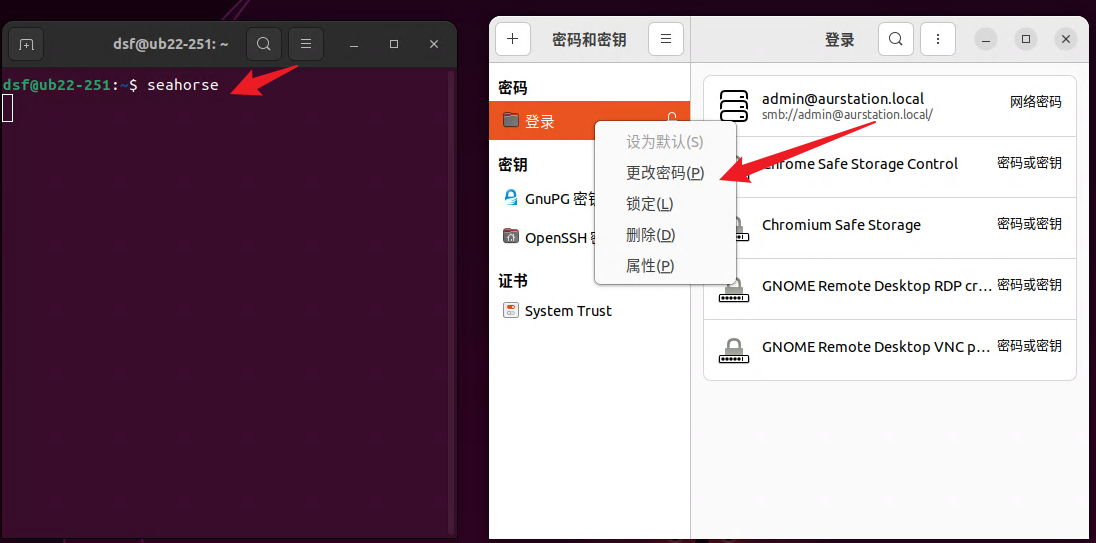 dsf@ub22-251: ~
dsf@ub22-251:~$ seahorse
密码和密钥
登录
密码
登录
密钥
GnuPG 密钥
OpenSSH 密
证书
System Trust
设为默认(S)
更改密码(P)
锁定(L)
删除(D)
属性(P)
admin@aurstation.local
网络密码
smb://admin@aurstation.local/
Chrome Safe Storage Control
密码或密钥
Chromium Safe Storage
密码或密钥
GNOME Remote Desktop RDP cr...
密码或密钥
GNOME Remote Desktop VNC p...
密码或密钥